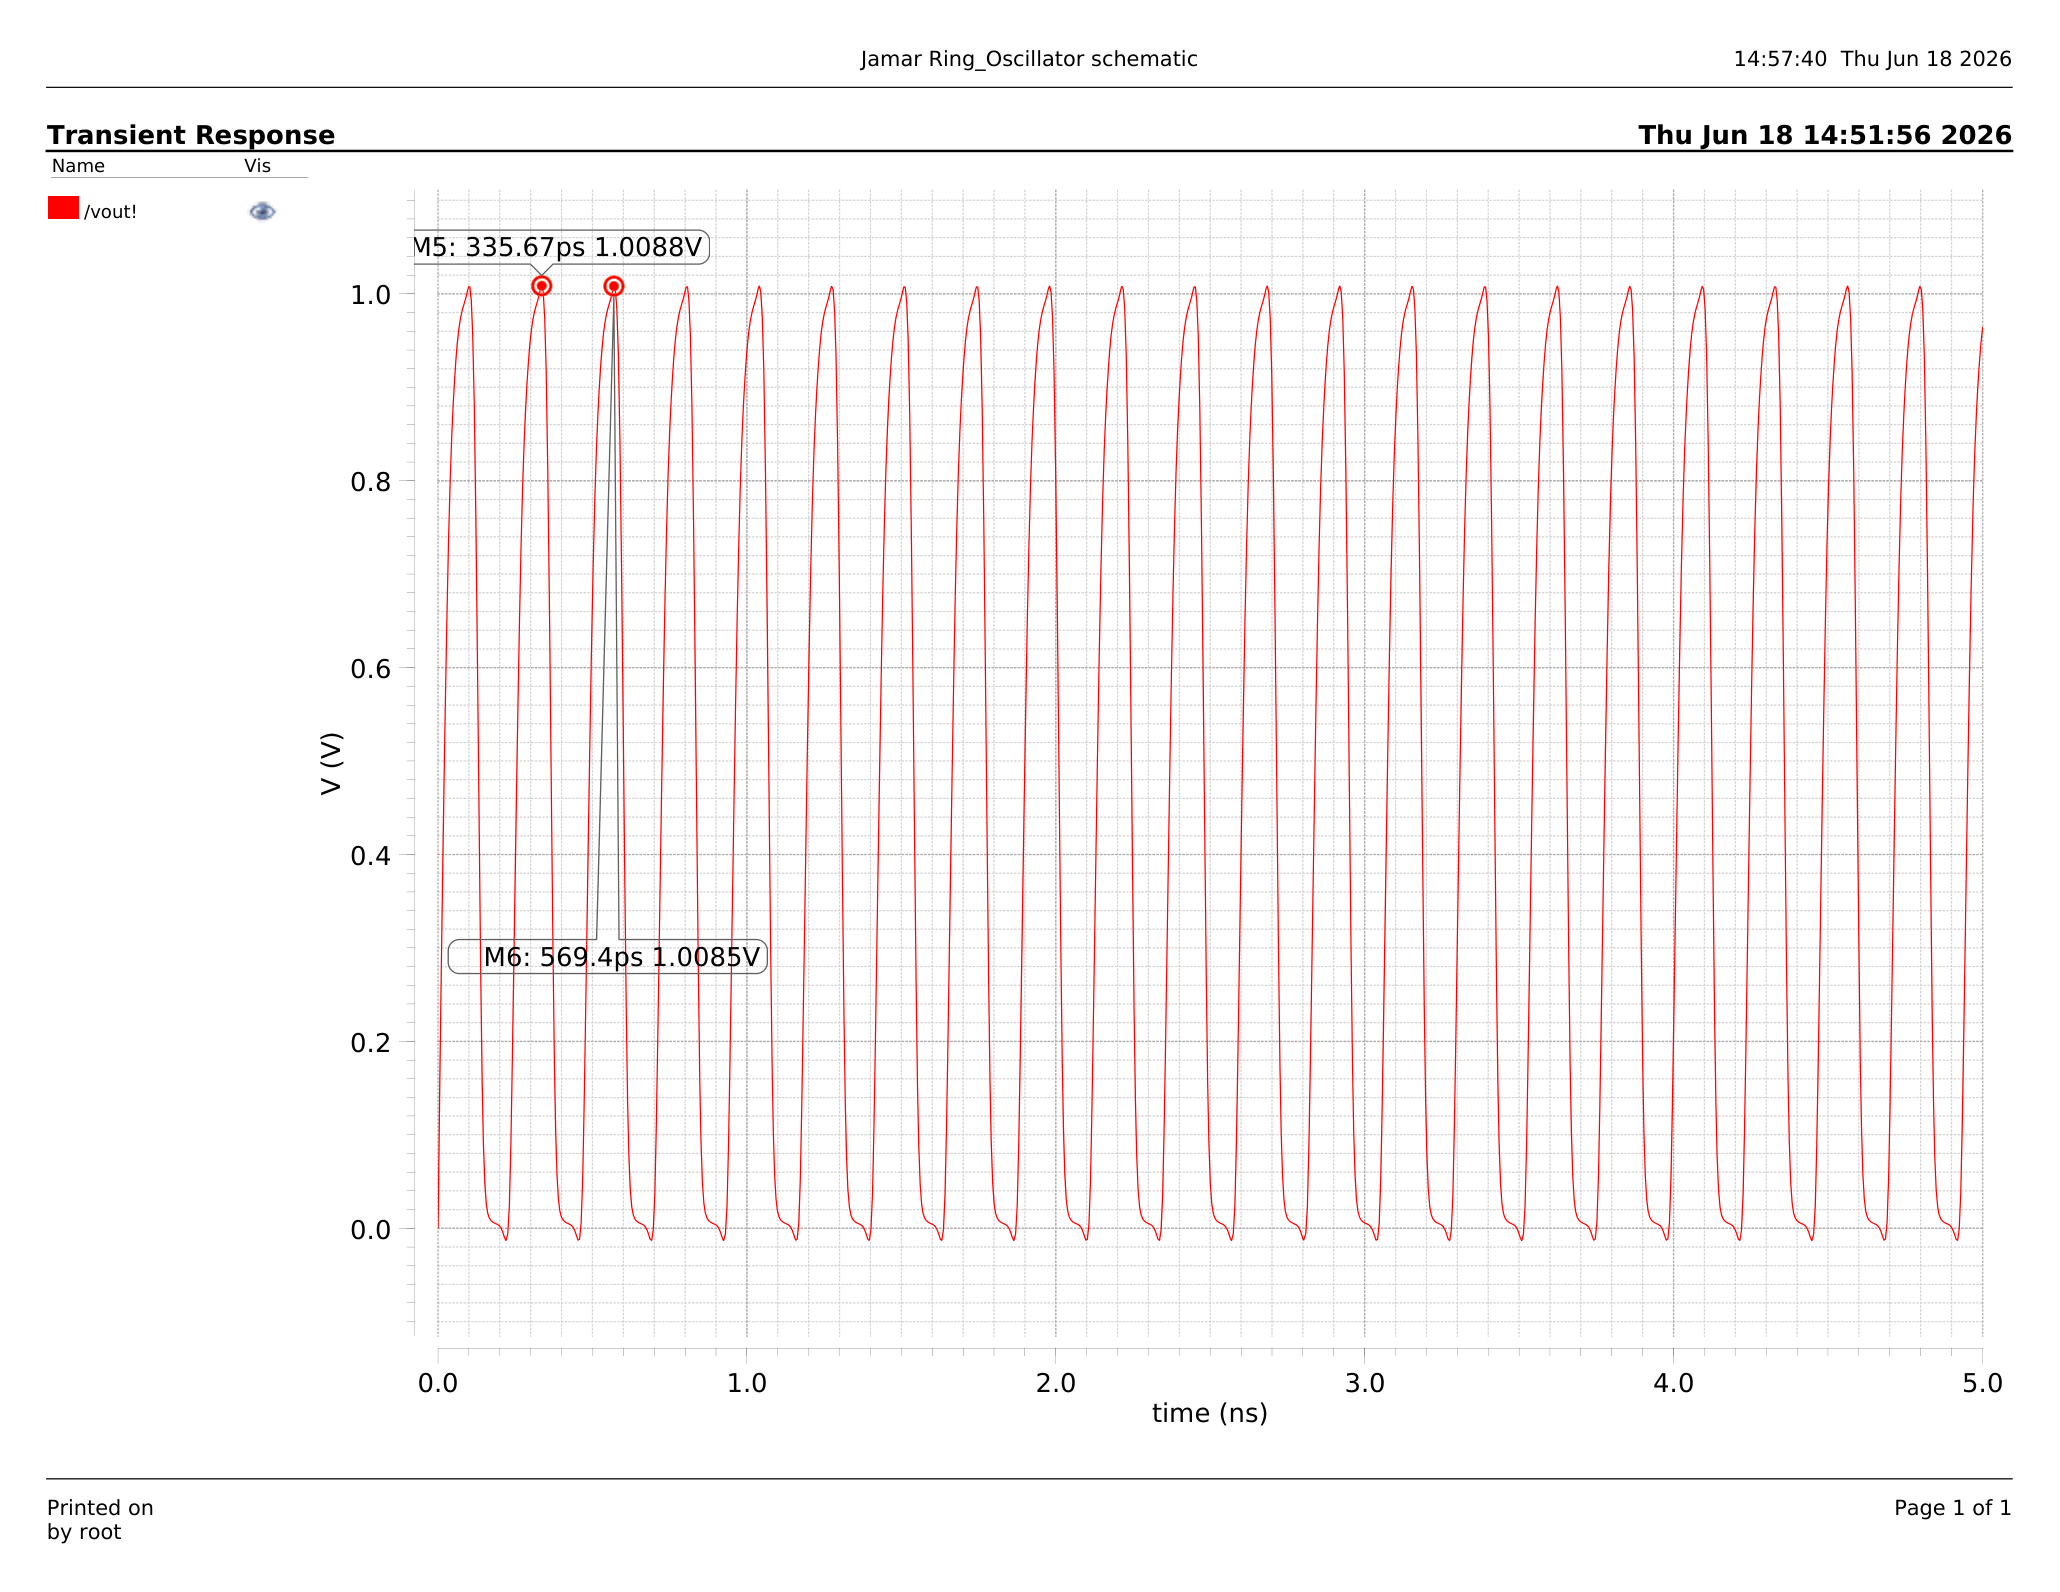 Jamar Ring_Oscillator schematic
14:57:40 Thu Jun 18 2026
Transient Response
Thu Jun 18 14:51:56 2026
Name Vis
/vout!
M5: 335.67ps 1.0088V
1.0
0.8
0.6
V (V)
0.4
M6: 569.4ps 1.0085V
0.2
0.0
0.0 1.0 2.0 3.0 4.0 5.0
time (ns)
Printed on
by root
Page 1 of 1